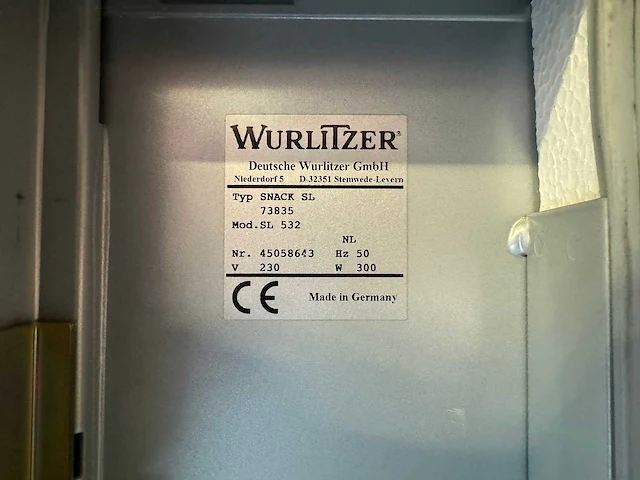 WURLITZER®
Deutsche Wurlitzer GmbH
Niederdorf 5 D-32351 Stemwede-Levern
Typ SNACK SL
73835
Mod.SL 532
NL
Nr. 45058643 Hz 50
V 230 W 300
CE Made in Germany